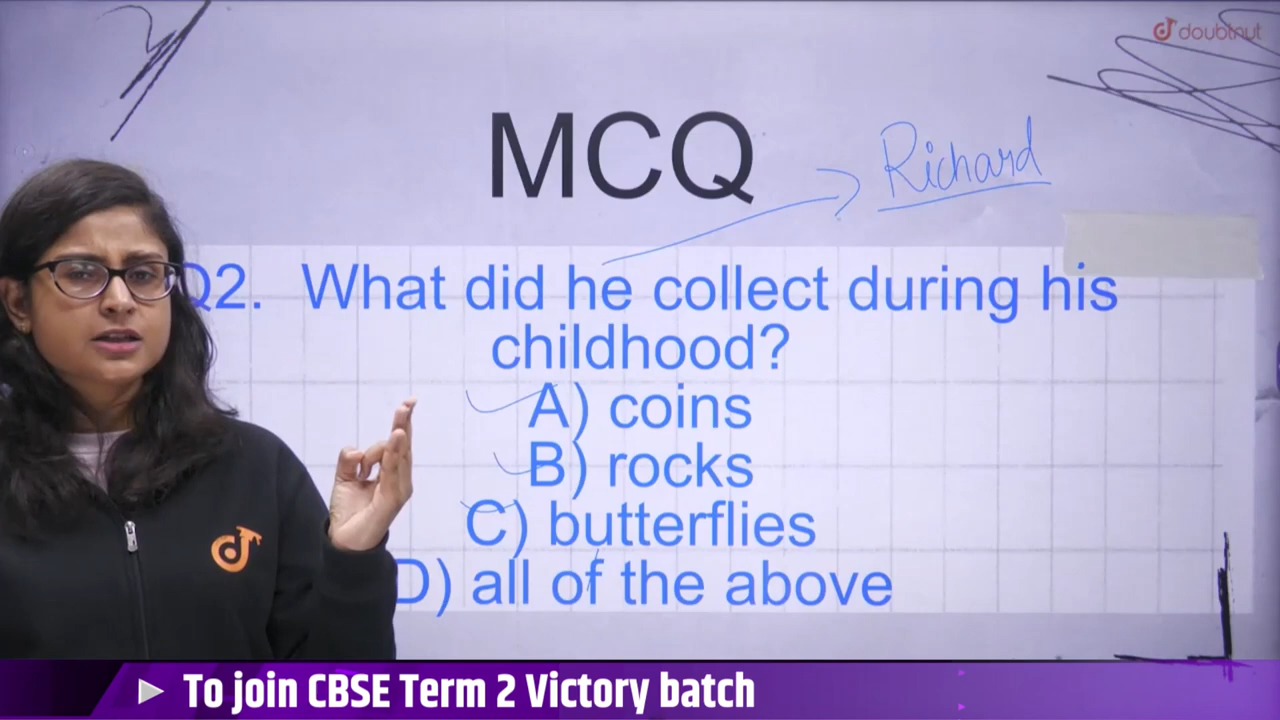 doubtnut
MCQ
Richard
Q2. What did he collect during his
childhood?
A) coins
B) rocks
C) butterflies
D) all of the above
To join CBSE Term 2 Victory batch